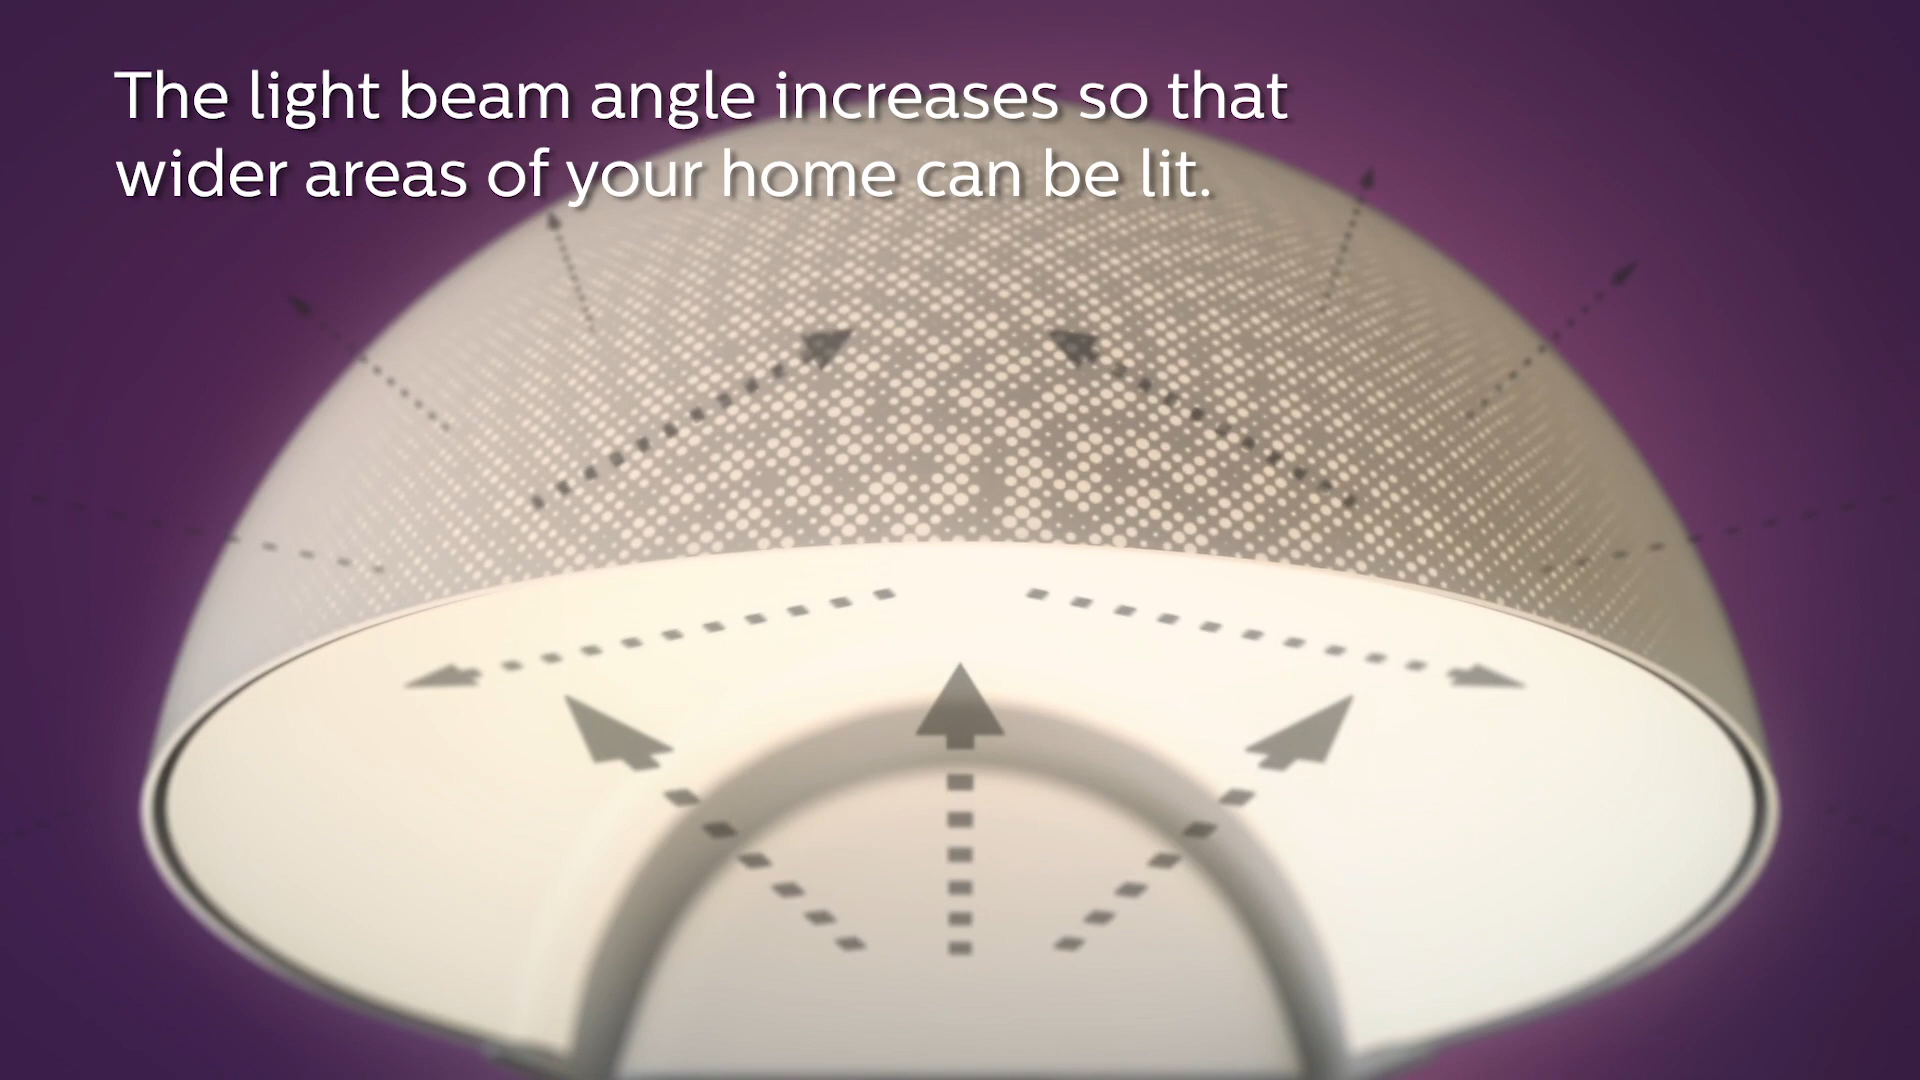 The light beam angle increases so that
wider areas of your home can be lit.